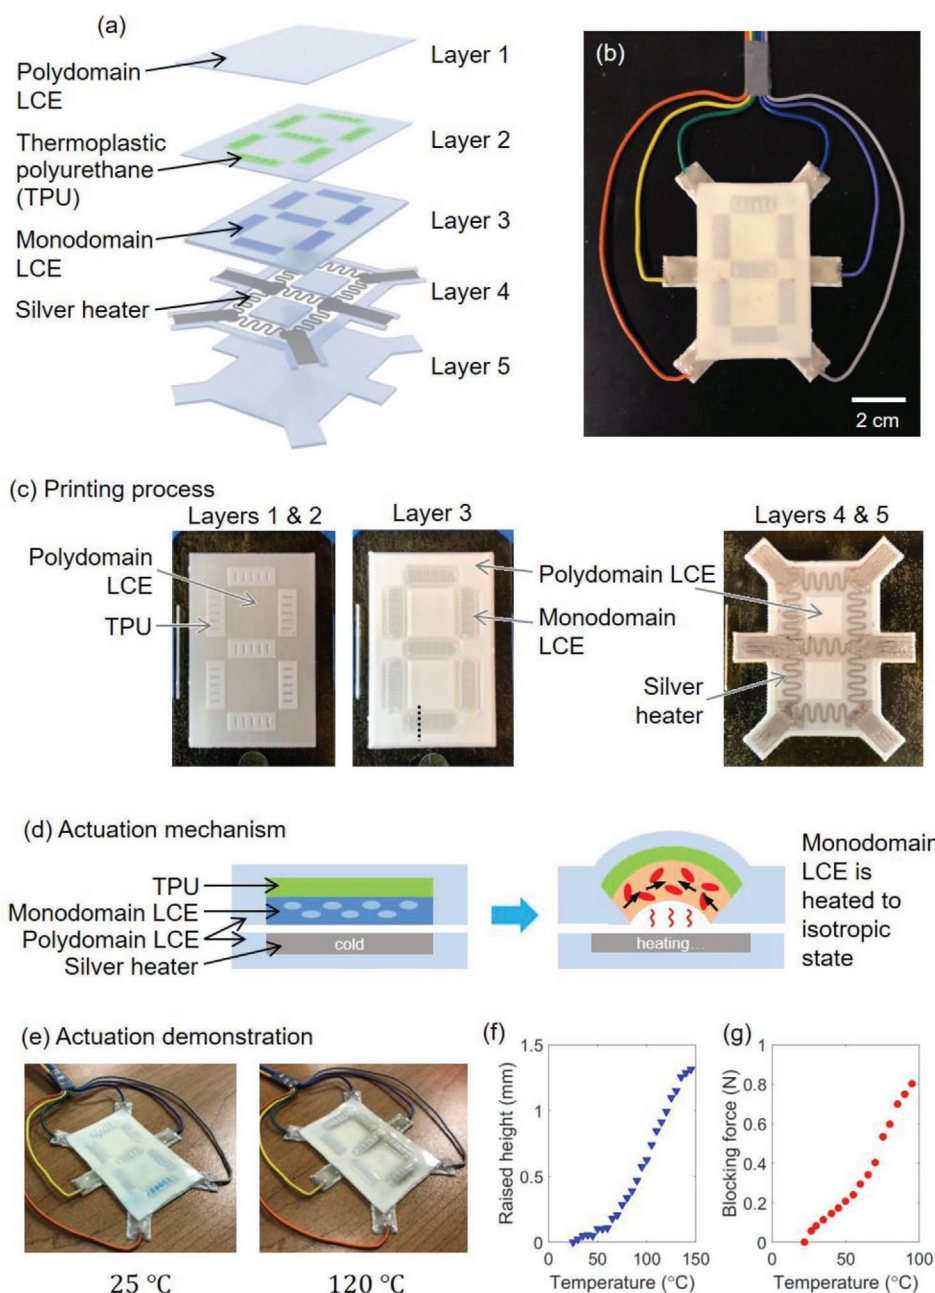 (a)
Layer 1
Polydomain
LCE
Thermoplastic
polyurethane
(TPU)
Layer 2
Monodomain
LCE
Layer 3
Silver heater
Layer 4
Layer 5
(b)
2 cm
(c) Printing process
Layers 1 & 2
Layer 3
Layers 4 & 5
Polydomain
LCE
TPU
Polydomain LCE
Monodomain
LCE
Silver
heater
(d) Actuation mechanism
TPU
Monodomain LCE
Polydomain LCE
Silver heater
cold
heating...
Monodomain
LCE is
heated to
isotropic
state
(e) Actuation demonstration
25 °C
120 °C
(f)
Raised height (mm)
1.5
1
0.5
0
0
50
100
150
Temperature (°C)
(g)
Blocking force (N)
1
0.8
0.6
0.4
0.2
0
0
50
100
Temperature (°C)